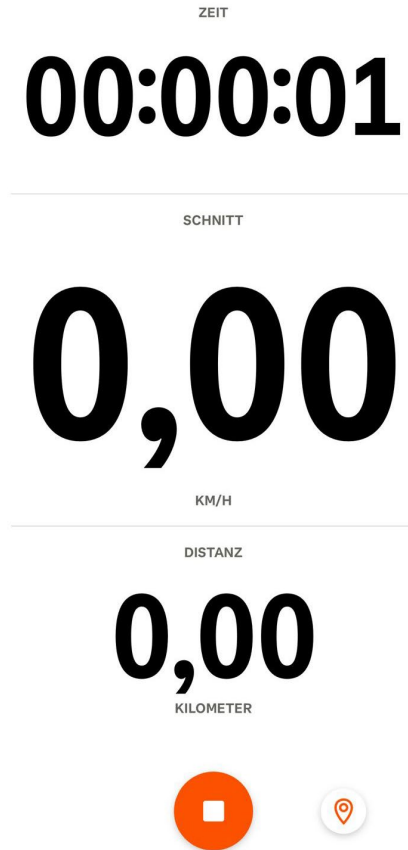 ZEIT
00:00:01
SCHNITT
0,00
KM/H
DISTANZ
0,00
KILOMETER